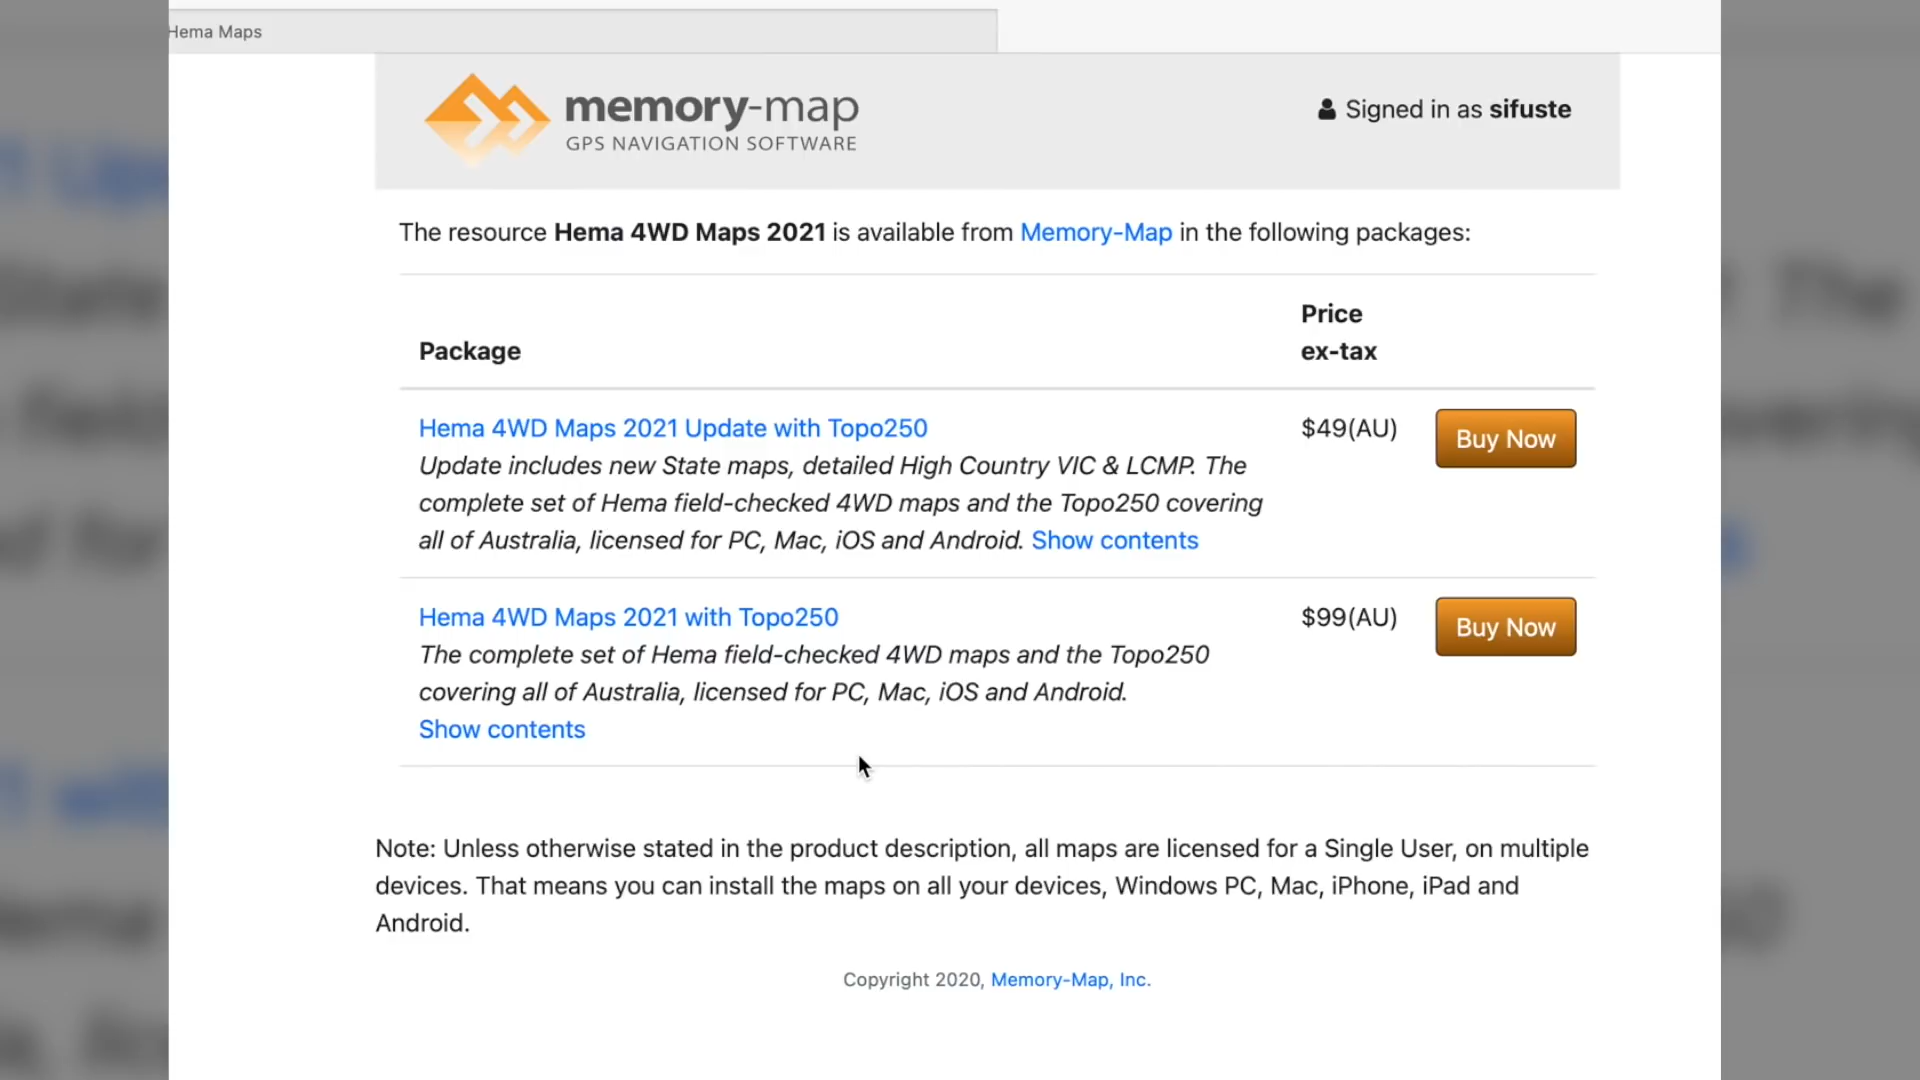 Hema Maps
memory-map
GPS NAVIGATION SOFTWARE
Signed in as sifuste
The resource Hema 4WD Maps 2021 is available from Memory-Map in the following packages:
Package
Price
ex-tax
Hema 4WD Maps 2021 Update with Topo250
$49(AU)
Buy Now
Update includes new State maps, detailed High Country VIC & LCMP. The
complete set of Hema field-checked 4WD maps and the Topo250 covering
all of Australia, licensed for PC, Mac, iOS and Android. Show contents
Hema 4WD Maps 2021 with Topo250
$99(AU)
Buy Now
The complete set of Hema field-checked 4WD maps and the Topo250
covering all of Australia, licensed for PC, Mac, iOS and Android.
Show contents
Note: Unless otherwise stated in the product description, all maps are licensed for a Single User, on multiple
devices. That means you can install the maps on all your devices, Windows PC, Mac, iPhone, iPad and
Android.
Copyright 2020, Memory-Map, Inc.